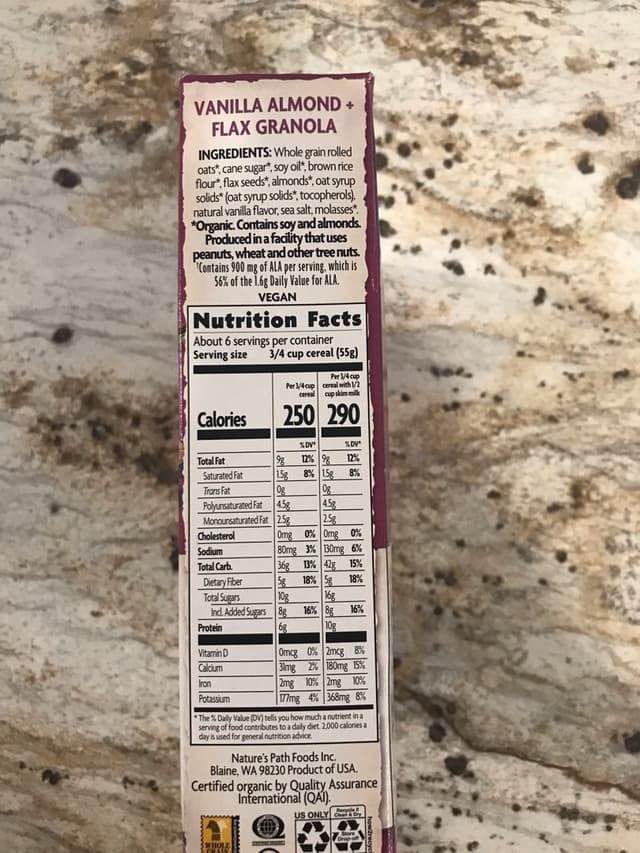 VANILLA ALMOND +
FLAX GRANOLA
INGREDIENTS: Whole grain rolled
oats*, cane sugar*, soy oil*, brown rice
flour*, flax seeds*, almonds*, oat syrup
solids* (oat syrup solids*, tocopherols),
natural vanilla flavor, sea salt, molasses*.
*Organic. Contains soy and almonds.
Produced in a facility that uses
peanuts, wheat and other tree nuts.
†Contains 900 mg of ALA per serving, which is
56% of the 1.6g Daily Value for ALA.
VEGAN
Nutrition Facts
About 6 servings per container
Serving size 3/4 cup cereal (55g)
Per 3/4 cup cereal
Per 3/4 cup cereal with 1/2 cup skim milk
Calories 250 290
% DV* % DV*
Total Fat 9g 12% 9g 12%
Saturated Fat 1.5g 8% 1.5g 8%
Trans Fat 0g 0g
Polyunsaturated Fat 4.5g 4.5g
Monounsaturated Fat 2.5g 2.5g
Cholesterol 0mg 0% 0mg 0%
Sodium 80mg 3% 130mg 6%
Total Carb. 36g 13% 42g 15%
Dietary Fiber 5g 18% 5g 18%
Total Sugars 10g 16g
Incl. Added Sugars 8g 16% 8g 16%
Protein 6g 10g
Vitamin D 0mcg 0% 2mcg 8%
Calcium 31mg 2% 180mg 15%
Iron 2mg 10% 2mg 10%
Potassium 177mg 4% 368mg 8%
* The % Daily Value (DV) tells you how much a nutrient in a
serving of food contributes to a daily diet. 2,000 calories a
day is used for general nutrition advice.
Nature's Path Foods Inc.
Blaine, WA 98230 Product of USA.
Certified organic by Quality Assurance
International (QAI).
US ONLY
Recycle if
Clean & Dry
Store
Drop-off
WHOLE
GRAIN